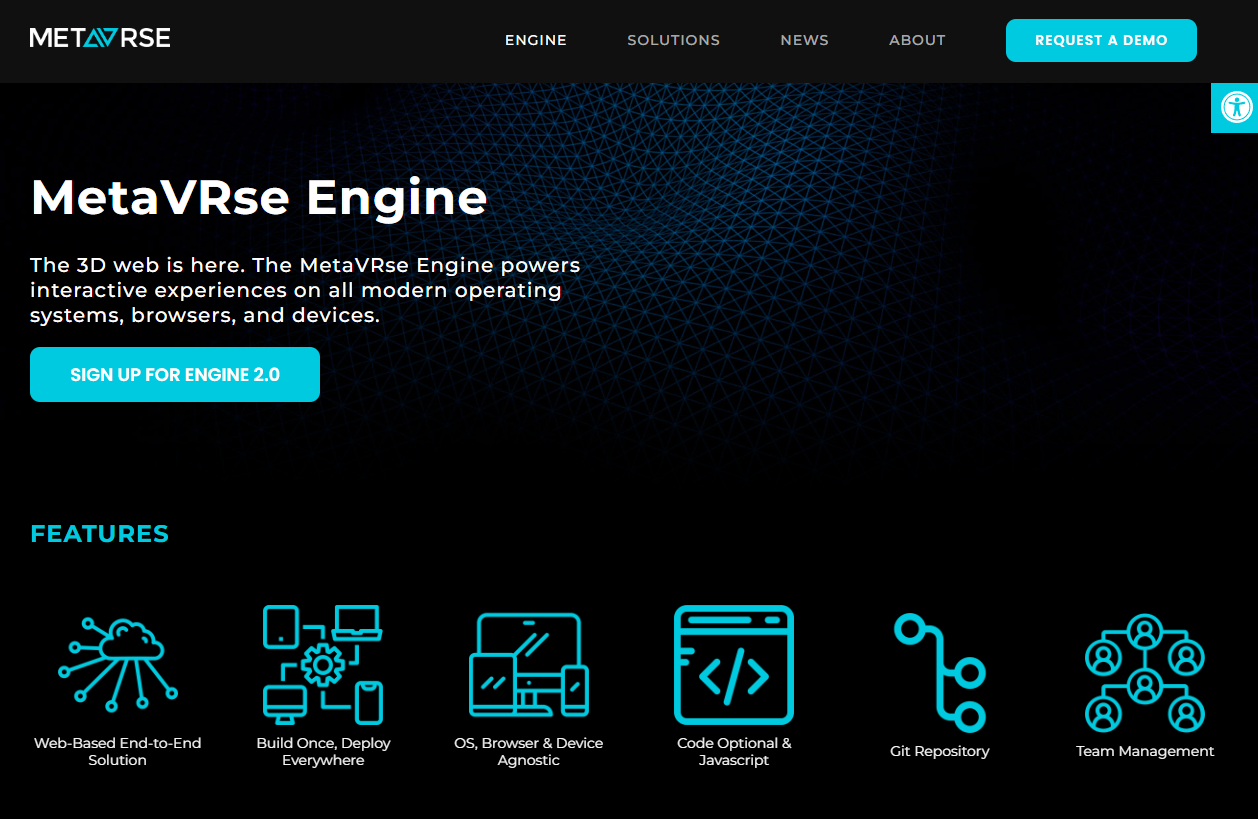 METAVRSE
ENGINE
SOLUTIONS
NEWS
ABOUT
REQUEST A DEMO
MetaVRse Engine
The 3D web is here. The MetaVRse Engine powers
interactive experiences on all modern operating
systems, browsers, and devices.
SIGN UP FOR ENGINE 2.0
FEATURES
Web-Based End-to-End
Solution
Build Once, Deploy
Everywhere
OS, Browser & Device
Agnostic
Code Optional &
Javascript
Git Repository
Team Management